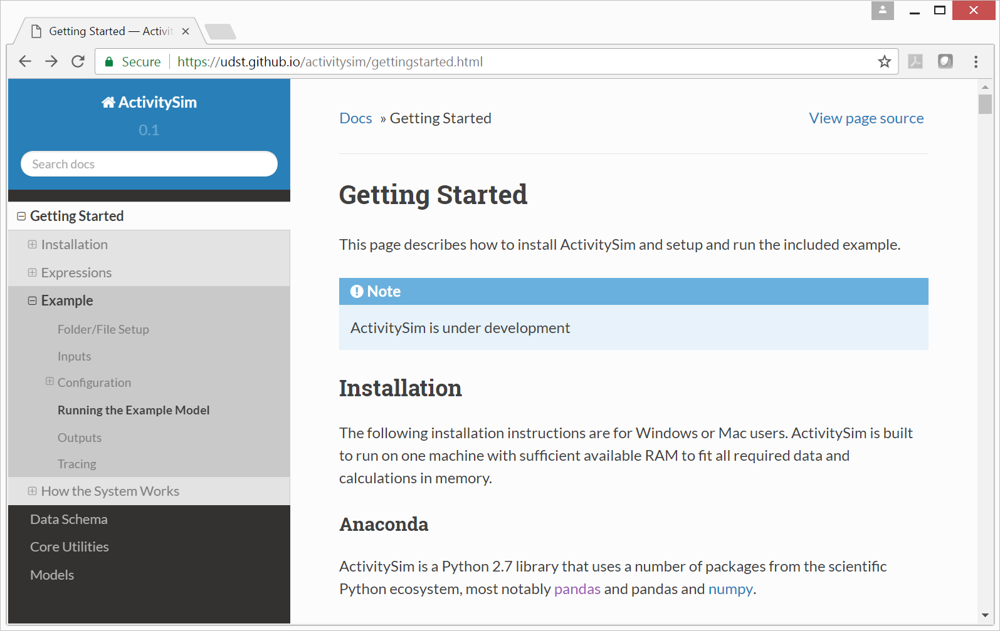 Getting Started — Activit
Secure
https://udst.github.io/activitysim/gettingstarted.html
ActivitySim
0.1
Search docs
Getting Started
Installation
Expressions
Example
Folder/File Setup
Inputs
Configuration
Running the Example Model
Outputs
Tracing
How the System Works
Data Schema
Core Utilities
Models
Docs » Getting Started
View page source
Getting Started
This page describes how to install ActivitySim and setup and run the included example.
Note
ActivitySim is under development
Installation
The following installation instructions are for Windows or Mac users. ActivitySim is built
to run on one machine with sufficient available RAM to fit all required data and
calculations in memory.
Anaconda
ActivitySim is a Python 2.7 library that uses a number of packages from the scientific
Python ecosystem, most notably pandas and pandas and numpy.